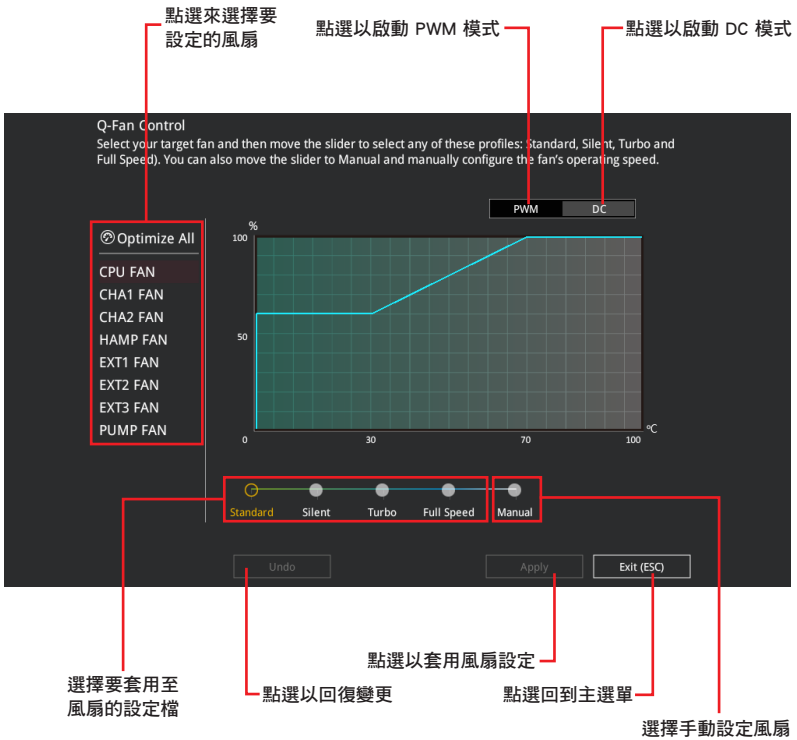 點選來選擇要
設定的風扇
點選以啟動 PWM 模式
點選以啟動 DC 模式
Q-Fan Control
Select your target fan and then move the slider to select any of these profiles: Standard, Silent, Turbo and
Full Speed). You can also move the slider to Manual and manually configure the fan's operating speed.
PWM
DC
Optimize All
CPU FAN
CHA1 FAN
CHA2 FAN
HAMP FAN
EXT1 FAN
EXT2 FAN
EXT3 FAN
PUMP FAN
%
100
50
0
30
70
100
ºC
Standard
Silent
Turbo
Full Speed
Manual
Undo
Apply
Exit (ESC)
點選以套用風扇設定
選擇要套用至
風扇的設定檔
點選以回復變更
點選回到主選單
選擇手動設定風扇